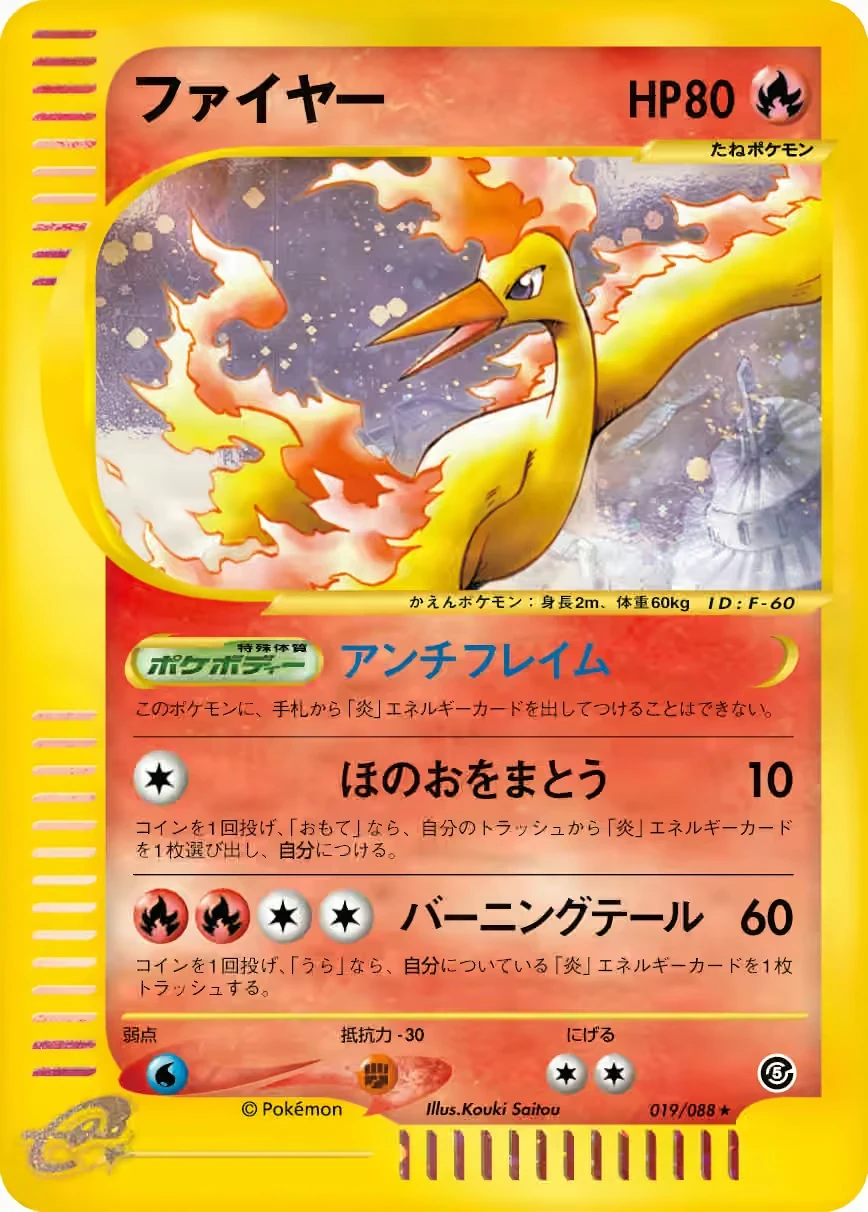 ファイヤー HP80
たねポケモン
かえんポケモン：身長2m、体重60kg ID:F-60
特殊体質
ポケボディー アンチフレイム
このポケモンに、手札から「炎」エネルギーカードを出してつけることはできない。
ほのおをまとう 10
コインを1回投げ、「おもて」なら、自分のトラッシュから「炎」エネルギーカード
を1枚選び出し、自分につける。
バーニングテール 60
コインを1回投げ、「うら」なら、自分についている「炎」エネルギーカードを1枚
トラッシュする。
弱点 抵抗力-30 にげる
5
©Pokémon Illus.Kouki Saitou 019/088★
e